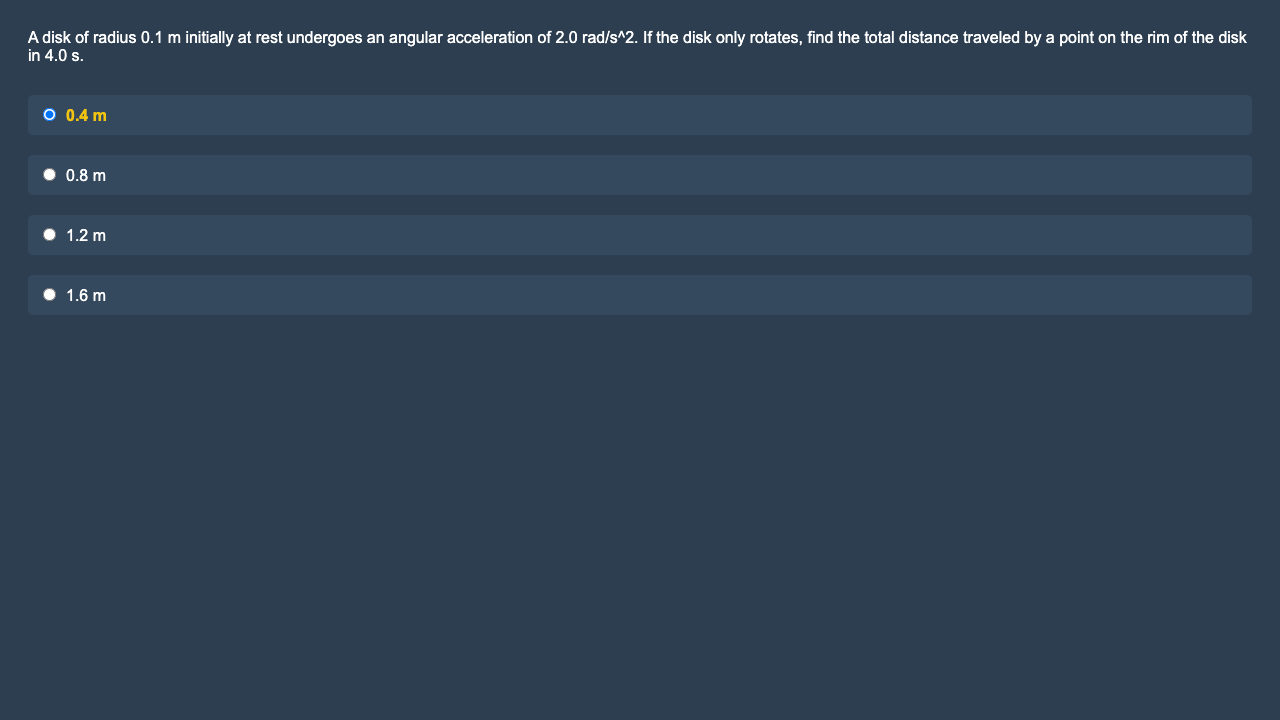 A disk of radius 0.1 m initially at rest undergoes an angular acceleration of 2.0 rad/s^2. If the disk only rotates, find the total distance traveled by a point on the rim of the disk
in 4.0 s.
0.4 m
0.8 m
1.2 m
1.6 m